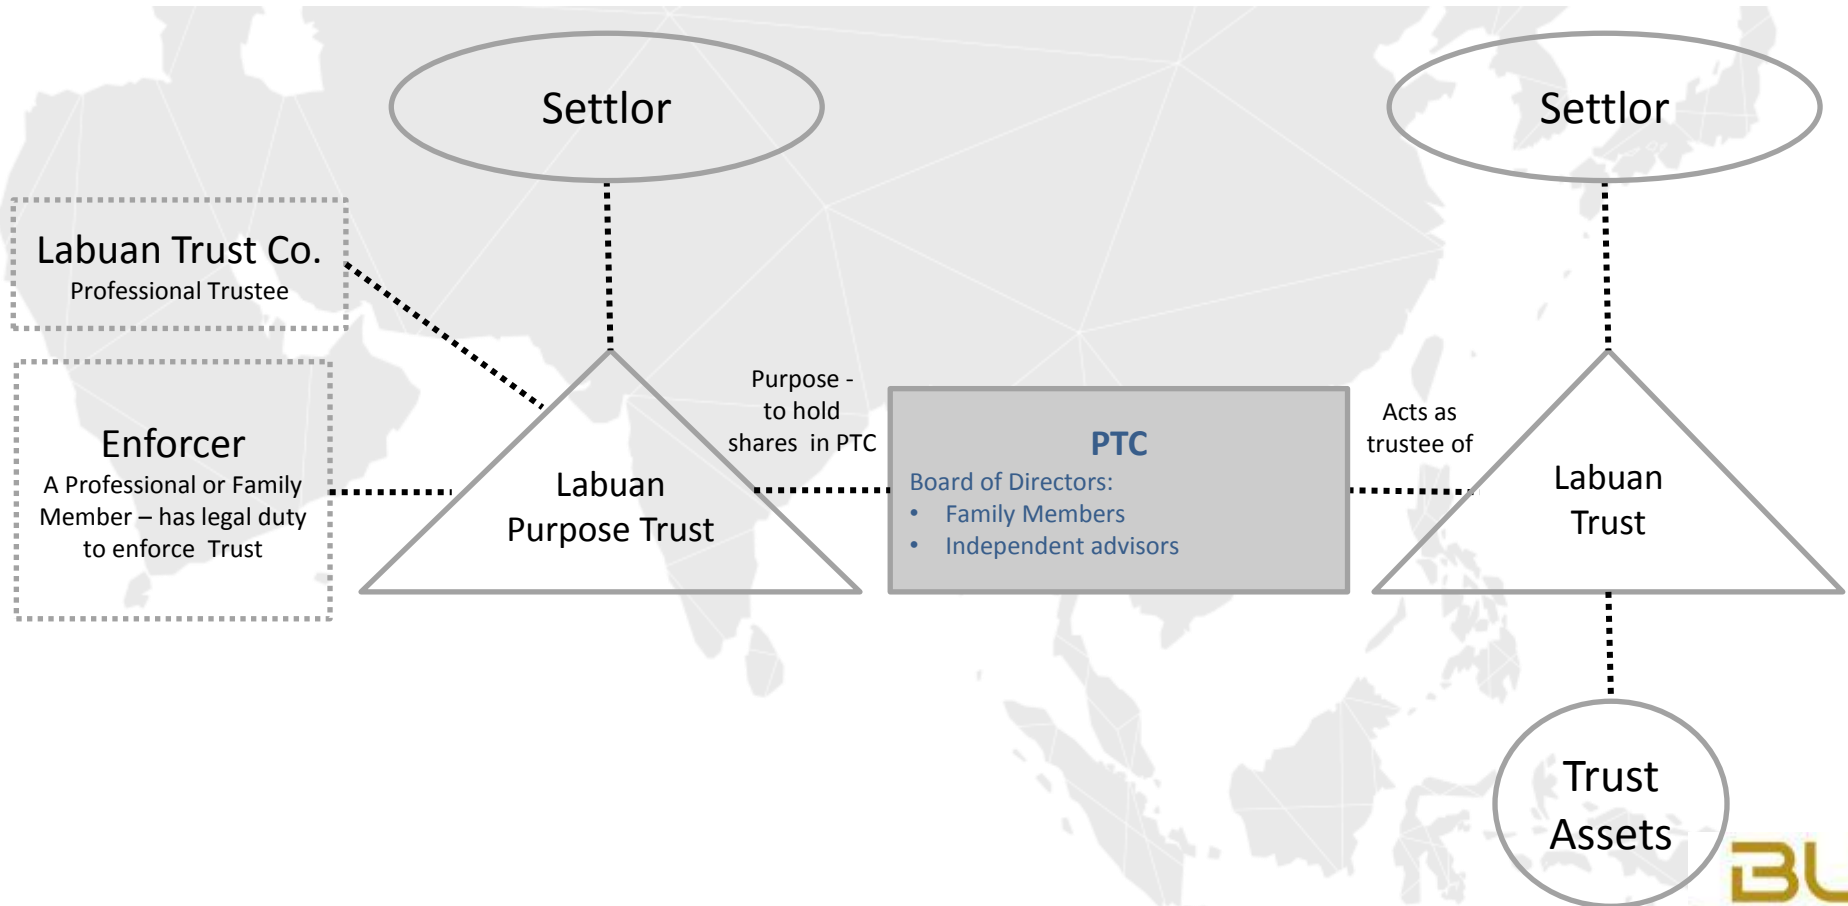 Settlor
Settlor
Labuan Trust Co.
Professional Trustee
Enforcer
A Professional or Family
Member – has legal duty
to enforce Trust
Labuan
Purpose Trust
Purpose -
to hold
shares in PTC
PTC
Board of Directors:
• Family Members
• Independent advisors
Acts as
trustee of
Labuan
Trust
Trust
Assets